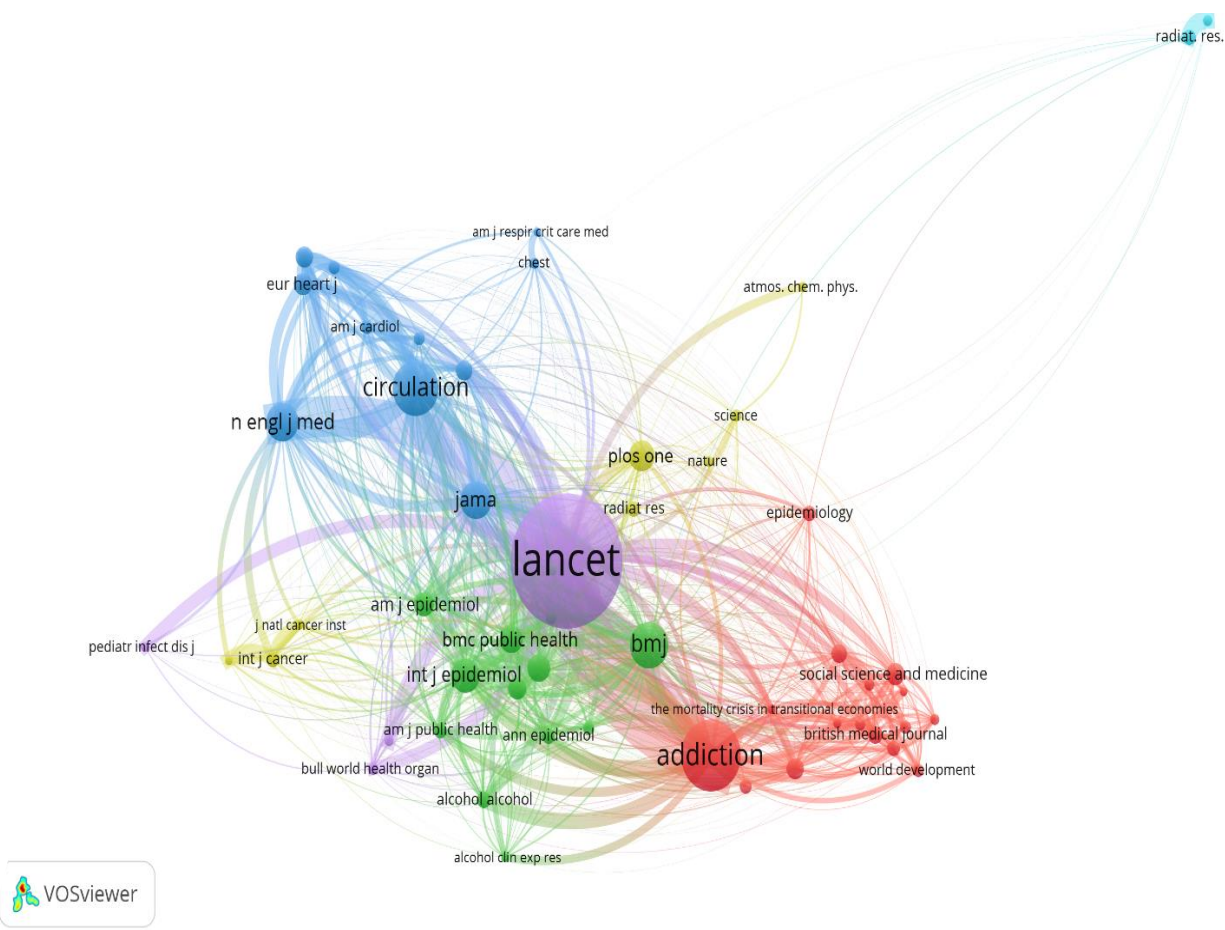 radiat. res.
am j respir crit care med
chest
eur heart j
atmos. chem. phys.
am j cardiol
circulation
science
n engl j med
plos one
nature
jama
radiat res
epidemiology
lancet
am j epidemiol
j natl cancer inst
bmc public health
bmj
pediatr infect dis j
int j cancer
int j epidemiol
social science and medicine
the mortality crisis in transitional economies
am j public health
ann epidemiol
british medical journal
addiction
bull world health organ
world development
alcohol alcohol
alcohol clin exp res
VOSviewer